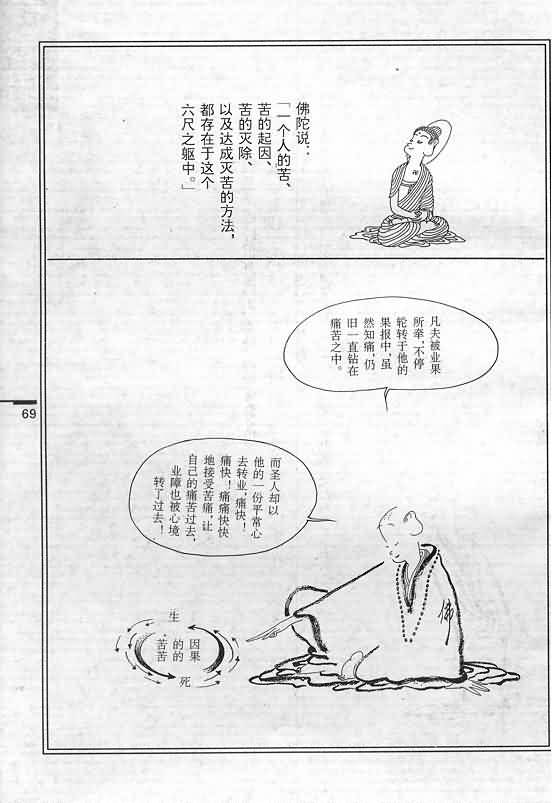 佛陀说：
「一个人的苦、
苦的起因、
苦的灭除、
以及达成灭苦的方法，
都存在于这个
六尺之躯中。」
凡夫被业果
所牵，不停
轮转于他的
果报中，虽
然知痛，仍
旧一直钻在
痛苦之中。
69
而圣人却以
他的一份平常心
去转业，痛快！
痛快！痛痛快快
地接受苦痛，让
自己的痛苦过去，
业障也被心境
转了过去！
生
因果
的的
苦苦
死
佛